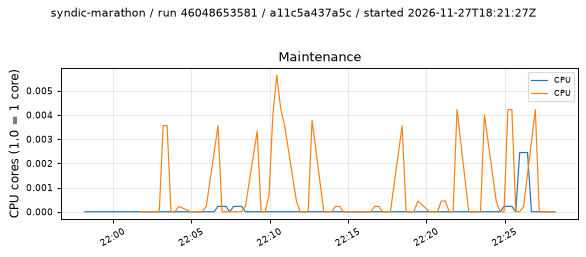 syndic-marathon / run 46048653581 / a11c5a437a5c / started 2026-11-27T18:21:27Z
Maintenance
CPU cores (1.0 = 1 core)
0.005
0.004
0.003
0.002
0.001
0.000
CPU
CPU
22:00
22:05
22:10
22:15
22:20
22:25